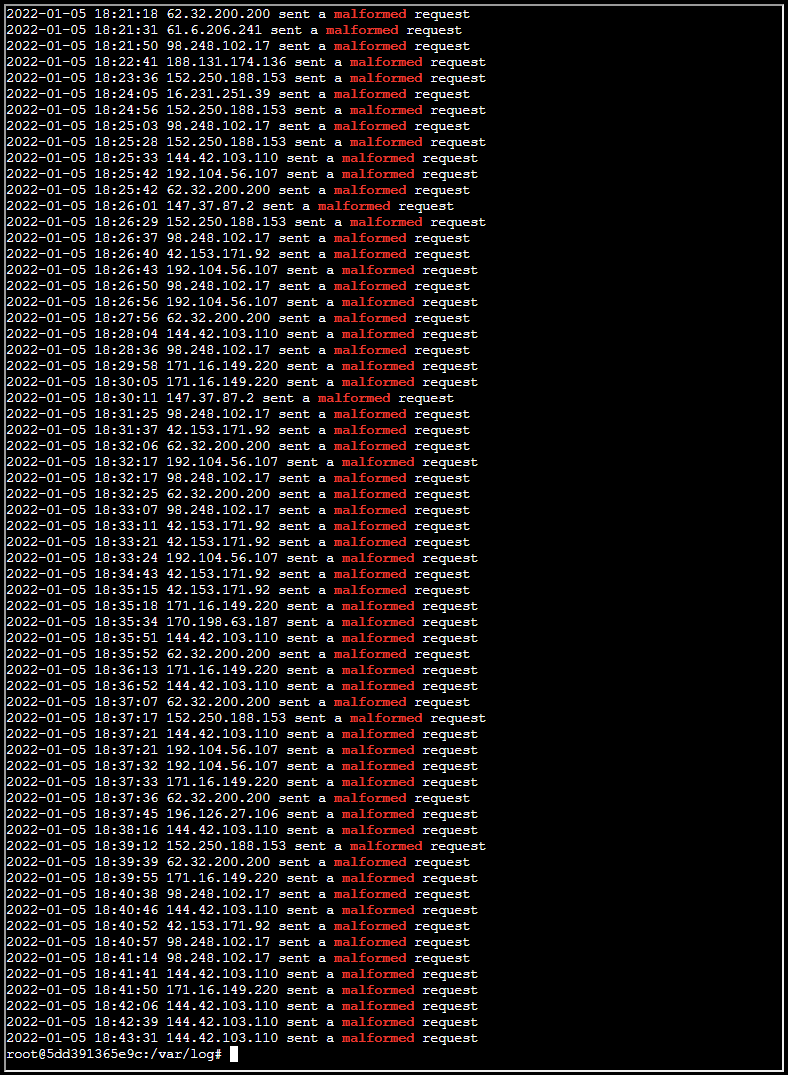 2022-01-05 18:21:18 62.32.200.200 sent a malformed request
2022-01-05 18:21:31 61.6.206.241 sent a malformed request
2022-01-05 18:21:50 98.248.102.17 sent a malformed request
2022-01-05 18:22:41 188.131.174.136 sent a malformed request
2022-01-05 18:23:36 152.250.188.153 sent a malformed request
2022-01-05 18:24:05 16.231.251.39 sent a malformed request
2022-01-05 18:24:56 152.250.188.153 sent a malformed request
2022-01-05 18:25:03 98.248.102.17 sent a malformed request
2022-01-05 18:25:28 152.250.188.153 sent a malformed request
2022-01-05 18:25:33 144.42.103.110 sent a malformed request
2022-01-05 18:25:42 192.104.56.107 sent a malformed request
2022-01-05 18:25:42 62.32.200.200 sent a malformed request
2022-01-05 18:26:01 147.37.87.2 sent a malformed request
2022-01-05 18:26:29 152.250.188.153 sent a malformed request
2022-01-05 18:26:37 98.248.102.17 sent a malformed request
2022-01-05 18:26:40 42.153.171.92 sent a malformed request
2022-01-05 18:26:43 192.104.56.107 sent a malformed request
2022-01-05 18:26:50 98.248.102.17 sent a malformed request
2022-01-05 18:26:56 192.104.56.107 sent a malformed request
2022-01-05 18:27:56 62.32.200.200 sent a malformed request
2022-01-05 18:28:04 144.42.103.110 sent a malformed request
2022-01-05 18:28:36 98.248.102.17 sent a malformed request
2022-01-05 18:29:58 171.16.149.220 sent a malformed request
2022-01-05 18:30:05 171.16.149.220 sent a malformed request
2022-01-05 18:30:11 147.37.87.2 sent a malformed request
2022-01-05 18:31:25 98.248.102.17 sent a malformed request
2022-01-05 18:31:37 42.153.171.92 sent a malformed request
2022-01-05 18:32:06 62.32.200.200 sent a malformed request
2022-01-05 18:32:17 192.104.56.107 sent a malformed request
2022-01-05 18:32:17 98.248.102.17 sent a malformed request
2022-01-05 18:32:25 62.32.200.200 sent a malformed request
2022-01-05 18:33:07 98.248.102.17 sent a malformed request
2022-01-05 18:33:11 42.153.171.92 sent a malformed request
2022-01-05 18:33:21 42.153.171.92 sent a malformed request
2022-01-05 18:33:24 192.104.56.107 sent a malformed request
2022-01-05 18:34:43 42.153.171.92 sent a malformed request
2022-01-05 18:35:15 42.153.171.92 sent a malformed request
2022-01-05 18:35:18 171.16.149.220 sent a malformed request
2022-01-05 18:35:34 170.198.63.187 sent a malformed request
2022-01-05 18:35:51 144.42.103.110 sent a malformed request
2022-01-05 18:35:52 62.32.200.200 sent a malformed request
2022-01-05 18:36:13 171.16.149.220 sent a malformed request
2022-01-05 18:36:52 144.42.103.110 sent a malformed request
2022-01-05 18:37:07 62.32.200.200 sent a malformed request
2022-01-05 18:37:17 152.250.188.153 sent a malformed request
2022-01-05 18:37:21 144.42.103.110 sent a malformed request
2022-01-05 18:37:21 192.104.56.107 sent a malformed request
2022-01-05 18:37:32 192.104.56.107 sent a malformed request
2022-01-05 18:37:33 171.16.149.220 sent a malformed request
2022-01-05 18:37:36 62.32.200.200 sent a malformed request
2022-01-05 18:37:45 196.126.27.106 sent a malformed request
2022-01-05 18:38:16 144.42.103.110 sent a malformed request
2022-01-05 18:39:12 152.250.188.153 sent a malformed request
2022-01-05 18:39:39 62.32.200.200 sent a malformed request
2022-01-05 18:39:55 171.16.149.220 sent a malformed request
2022-01-05 18:40:38 98.248.102.17 sent a malformed request
2022-01-05 18:40:46 144.42.103.110 sent a malformed request
2022-01-05 18:40:52 42.153.171.92 sent a malformed request
2022-01-05 18:40:57 98.248.102.17 sent a malformed request
2022-01-05 18:41:14 98.248.102.17 sent a malformed request
2022-01-05 18:41:41 144.42.103.110 sent a malformed request
2022-01-05 18:41:50 171.16.149.220 sent a malformed request
2022-01-05 18:42:06 144.42.103.110 sent a malformed request
2022-01-05 18:42:39 144.42.103.110 sent a malformed request
2022-01-05 18:43:31 144.42.103.110 sent a malformed request
root@5dd391365e9c:/var/log#